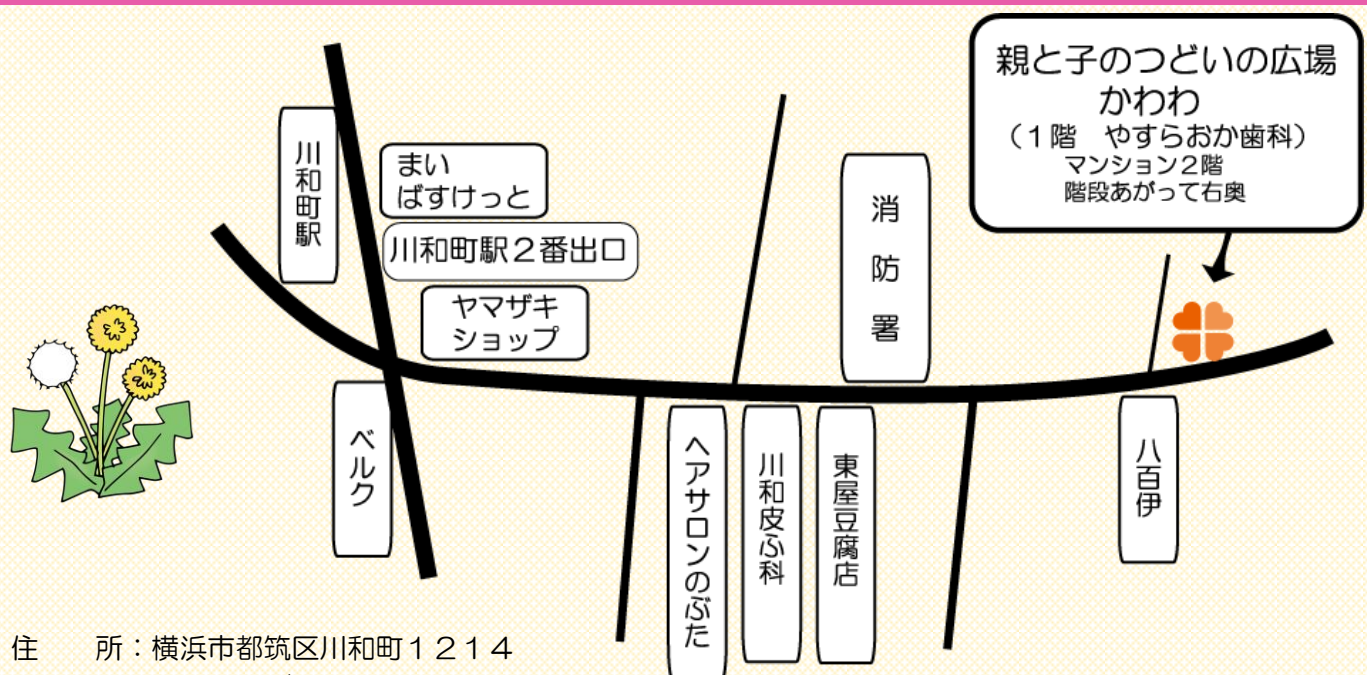 親と子のつどいの広場
かわわ
（１階　やすらおか歯科）
マンション２階
階段あがって右奥
川和町駅
まい
ばすけっと
川和町駅２番出口
ヤマザキ
ショップ
消防署
ベルク
ヘアサロンのぶた
川和皮ふ科
東屋豆腐店
八百伊
住　　所：横浜市都筑区川和町１２１４